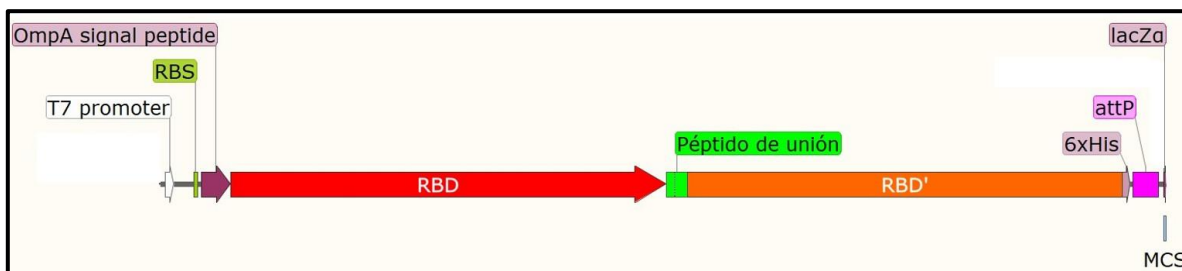 OmpA signal peptide
lacZα
RBS
T7 promoter
attP
Péptido de unión
6xHis
RBD
RBD'
MCS